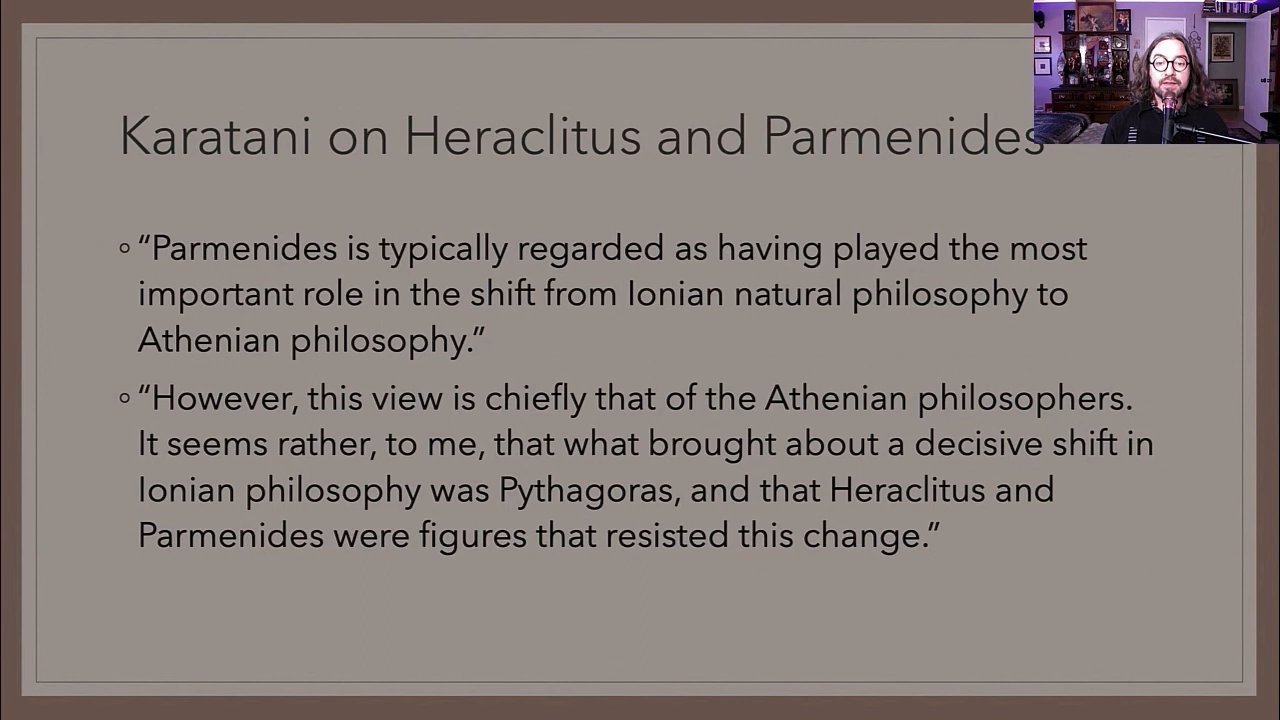 Karatani on Heraclitus and Parmenides
◦ “Parmenides is typically regarded as having played the most
important role in the shift from Ionian natural philosophy to
Athenian philosophy.”
◦ “However, this view is chiefly that of the Athenian philosophers.
It seems rather, to me, that what brought about a decisive shift in
Ionian philosophy was Pythagoras, and that Heraclitus and
Parmenides were figures that resisted this change.”